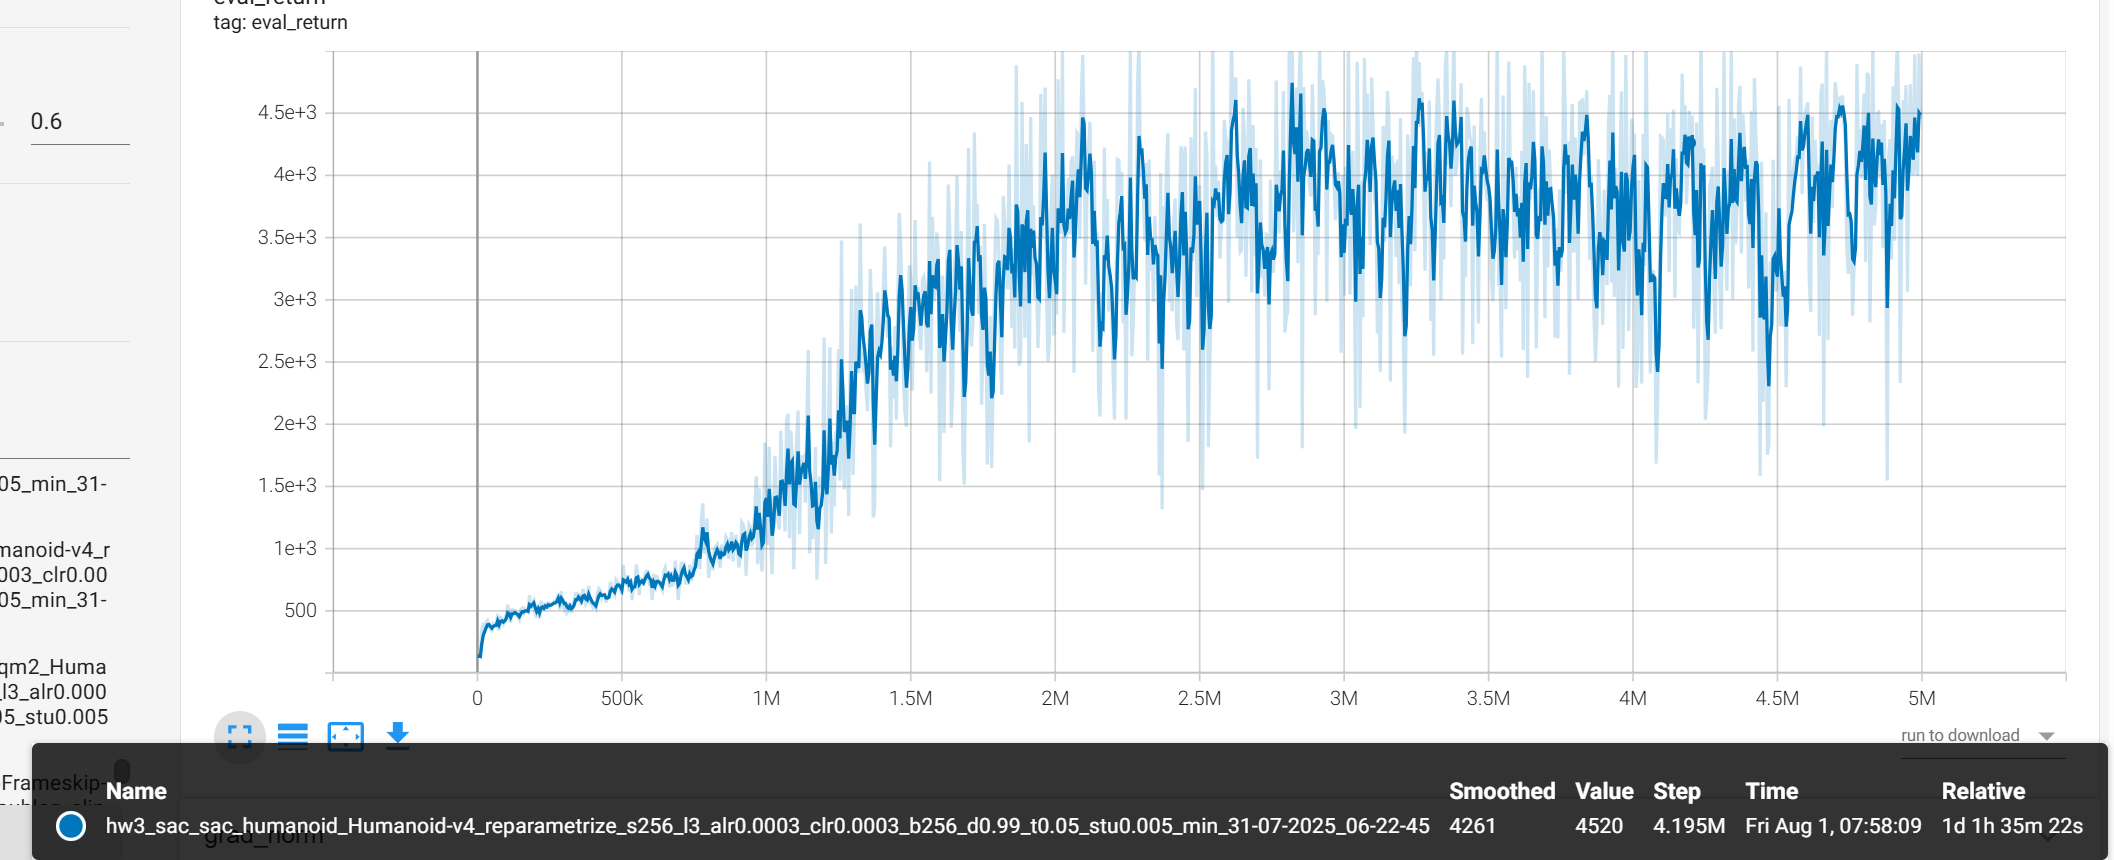 eval_return
tag: eval_return
0.6
4.5e+3
4e+3
3.5e+3
3e+3
2.5e+3
2e+3
1.5e+3
1e+3
500
0
500k
1M
1.5M
2M
2.5M
3M
3.5M
4M
4.5M
5M
05_min_31-
manoid-v4_r
003_clr0.00
05_min_31-
qm2_Huma
_l3_alr0.000
05_stu0.005
Frameskip-
run to download
Name
Smoothed
Value
Step
Time
Relative
hw3_sac_sac_humanoid_Humanoid-v4_reparametrize_s256_l3_alr0.0003_clr0.0003_b256_d0.99_t0.05_stu0.005_min_31-07-2025_06-22-45
4261
4520
4.195M
Fri Aug 1, 07:58:09
1d 1h 35m 22s
grad_norm